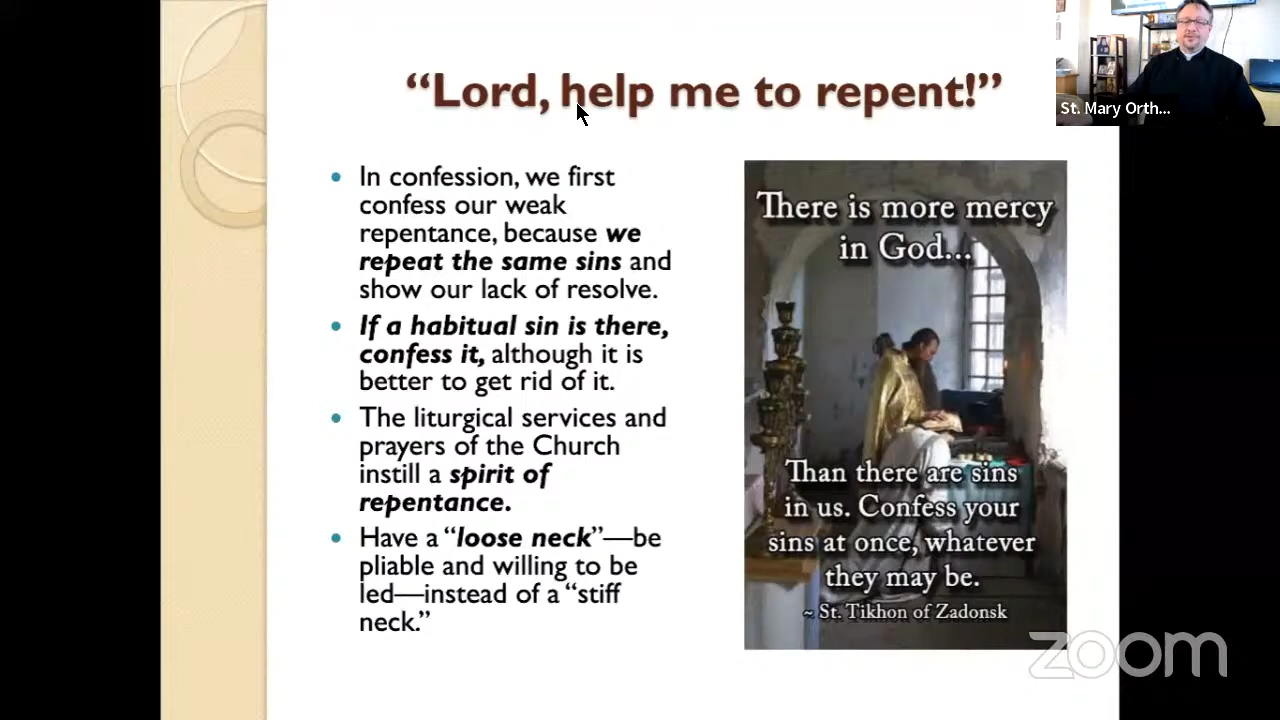 “Lord, help me to repent!”
St. Mary Orth...
• In confession, we first
confess our weak
repentance, because we
repeat the same sins and
show our lack of resolve.
• If a habitual sin is there,
confess it, although it is
better to get rid of it.
• The liturgical services and
prayers of the Church
instill a spirit of
repentance.
• Have a “loose neck”—be
pliable and willing to be
led—instead of a “stiff
neck.”
There is more mercy
in God...
Than there are sins
in us. Confess your
sins at once, whatever
they may be.
~ St. Tikhon of Zadonsk
zoom